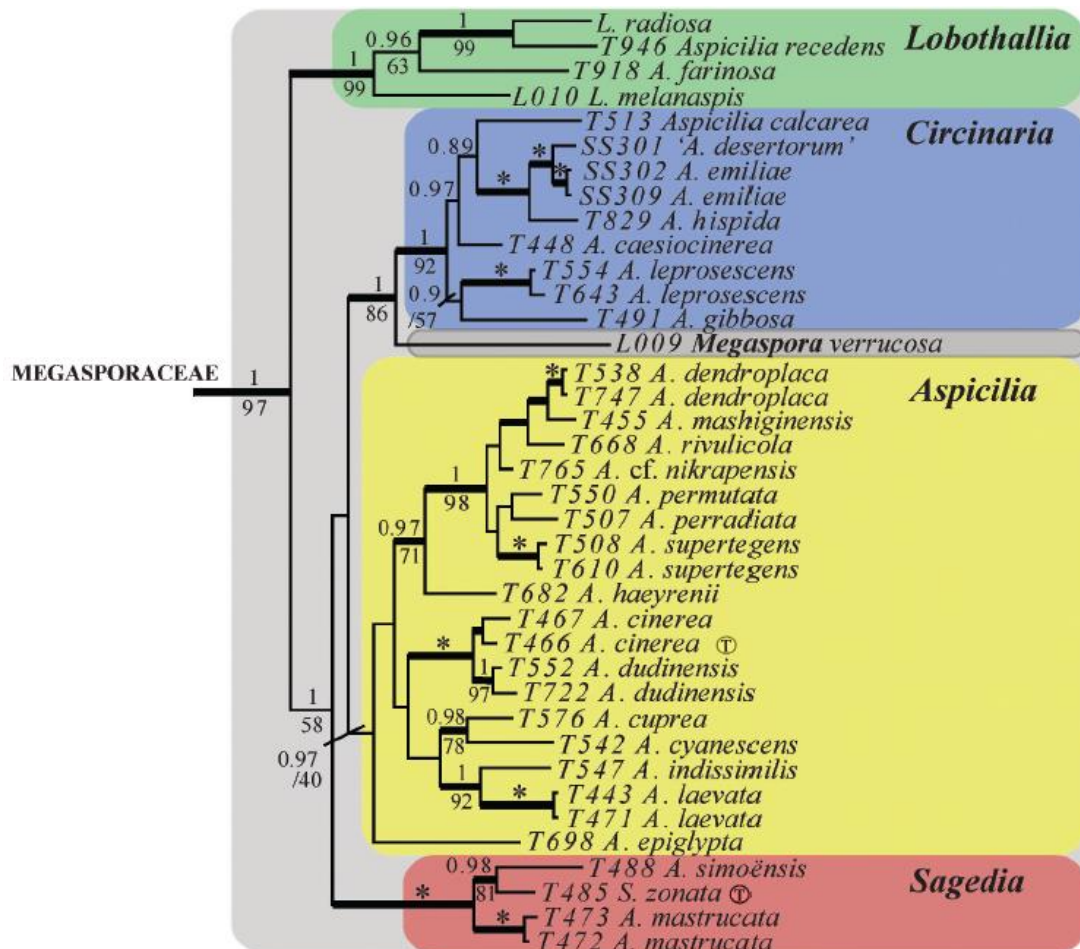 L. radiosa
T946 Aspicilia recedens
T918 A. farinosa
L010 L. melanaspis
Lobothallia
1
99
0.96
63
1
99
T513 Aspicilia calcarea
SS301 'A. desertorum'
SS302 A. emiliae
SS309 A. emiliae
T829 A. hispida
T448 A. caesiocinerea
T554 A. leprosescens
T643 A. leprosescens
T491 A. gibbosa
Circinaria
0.89
*
*
*
0.97
1
92
*
0.9
/57
1
86
L009 Megaspora verrucosa
MEGASPORACEAE
1
97
T538 A. dendroplaca
T747 A. dendroplaca
T455 A. mashiginensis
T668 A. rivulicola
T765 A. cf. nikrapensis
T550 A. permutata
T507 A. perradiata
T508 A. supertegens
T610 A. supertegens
T682 A. haeyrenii
T467 A. cinerea
T466 A. cinerea Ⓣ
T552 A. dudinensis
T722 A. dudinensis
T576 A. cuprea
T542 A. cyanescens
T547 A. indissimilis
T443 A. laevata
T471 A. laevata
T698 A. epiglypta
Aspicilia
*
1
98
0.97
71
*
*
1
97
0.98
78
1
92
*
1
58
0.97
/40
T488 A. simoënsis
T485 S. zonata Ⓣ
T473 A. mastrucata
T472 A. mastrucata
Sagedia
0.98
81
*
*